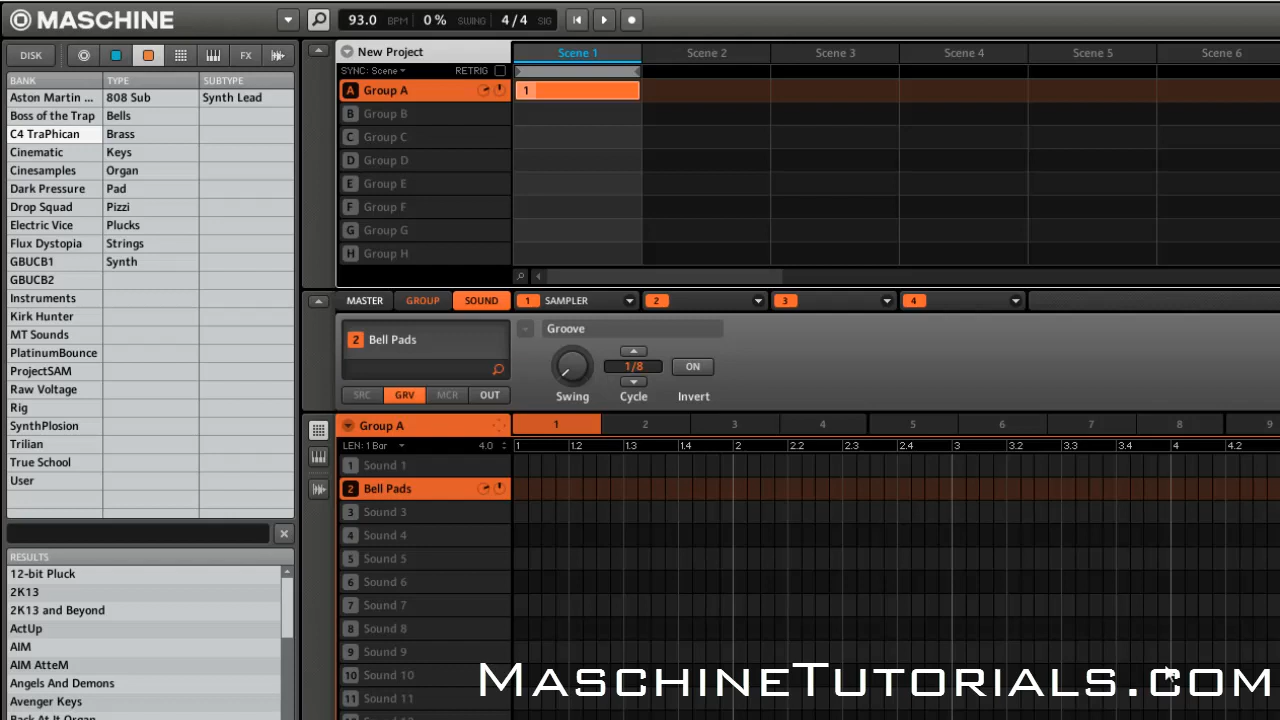 MASCHINE
93.0 BPM 0% SWING 4/4 SIG
DISK FX
BANK TYPE SUBTYPE
Aston Martin ... 808 Sub Synth Lead
Boss of the Trap Bells
C4 TraPhican Brass
Cinematic Keys
Cinesamples Organ
Dark Pressure Pad
Drop Squad Pizzi
Electric Vice Plucks
Flux Dystopia Strings
GBUCB1 Synth
GBUCB2
Instruments
Kirk Hunter
MT Sounds
PlatinumBounce
ProjectSAM
Raw Voltage
Rig
SynthPlosion
Trilian
True School
User
RESULTS
12-bit Pluck
2K13
2K13 and Beyond
ActUp
AIM
AIM AtteM
Angels And Demons
Avenger Keys
Back At It Organ
New Project Scene 1 Scene 2 Scene 3 Scene 4 Scene 5 Scene 6
SYNC: Scene RETRIG
A Group A 1
B Group B
C Group C
D Group D
E Group E
F Group F
G Group G
H Group H
MASTER GROUP SOUND 1 SAMPLER 2 3 4
2 Bell Pads Groove
1/8 ON
SRC GRV MCR OUT Swing Cycle Invert
Group A 1 2 3 4 5 6 7 8 9
LEN: 1 Bar 4.0 1 1.2 1.3 1.4 2 2.2 2.3 2.4 3 3.2 3.3 3.4 4 4.2
1 Sound 1
2 Bell Pads
3 Sound 3
4 Sound 4
5 Sound 5
6 Sound 6
7 Sound 7
8 Sound 8
9 Sound 9
10 Sound 10
11 Sound 11
MaschineTutorials.com